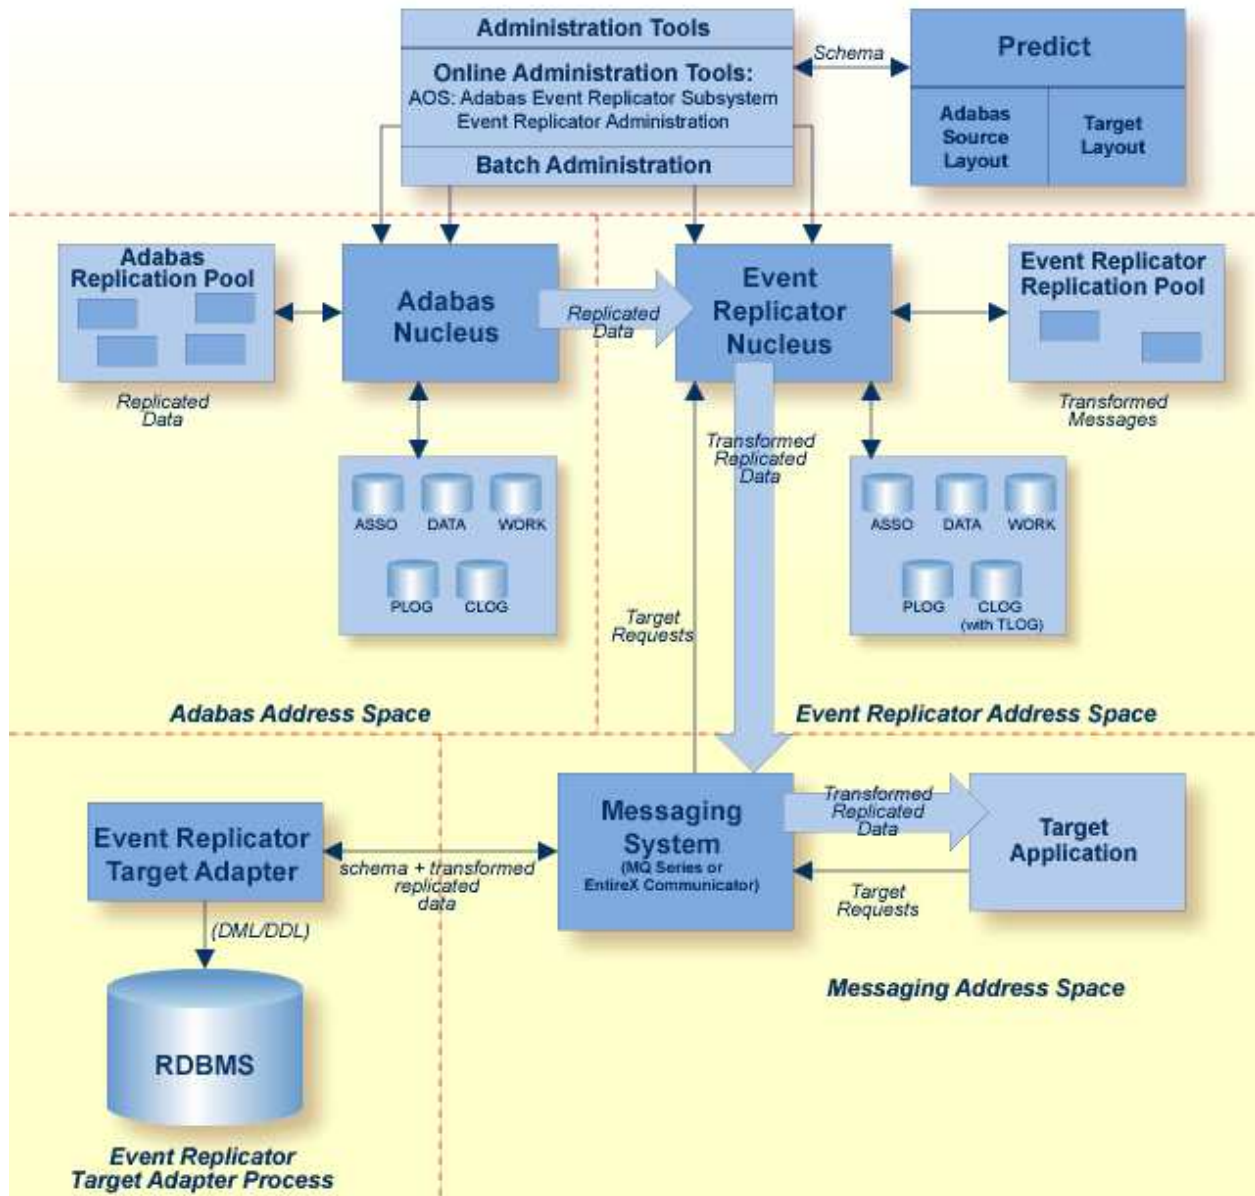 Administration Tools
Online Administration Tools:
AOS: Adabas Event Replicator Subsystem
Event Replicator Administration
Batch Administration
Schema
Predict
Adabas
Source
Layout
Target
Layout
Adabas
Replication Pool
Replicated
Data
Adabas
Nucleus
Replicated
Data
Event
Replicator
Nucleus
Event Replicator
Replication Pool
Transformed
Messages
ASSO
DATA
WORK
PLOG
CLOG
Transformed
Replicated
Data
Target
Requests
ASSO
DATA
WORK
PLOG
CLOG
(with TLOG)
Adabas Address Space
Event Replicator Address Space
Event Replicator
Target Adapter
schema + transformed
replicated
data
Messaging
System
(MQ Series or
EntireX Communicator)
Transformed
Replicated
Data
Target
Requests
Target
Application
(DML/DDL)
RDBMS
Messaging Address Space
Event Replicator
Target Adapter Process